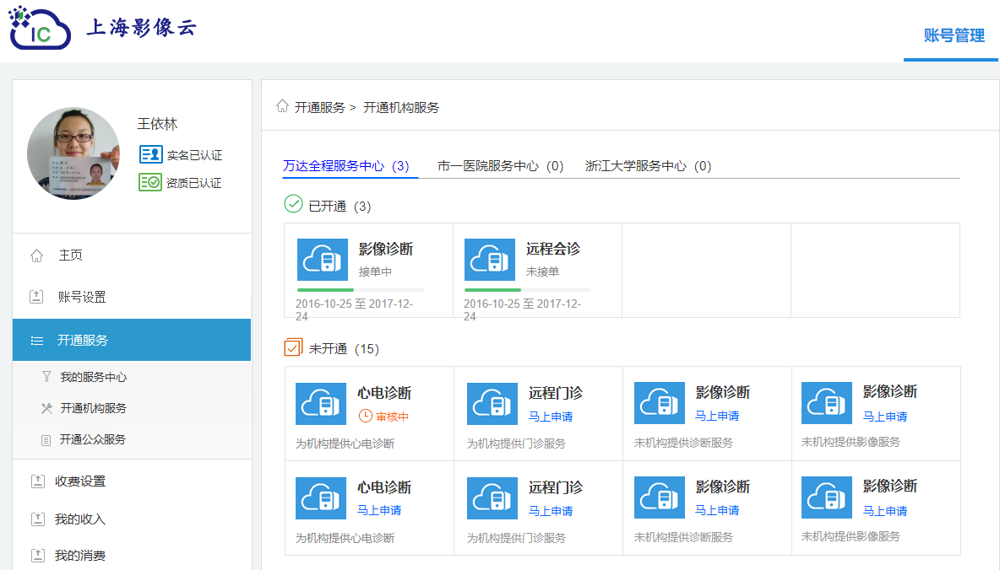 IC
上海影像云
账号管理
王依林
实名已认证
资质已认证
主页
账号设置
开通服务
我的服务中心
开通机构服务
开通公众服务
收费设置
我的收入
我的消费
开通服务 > 开通机构服务
万达全程服务中心 (3) 市一医院服务中心 (0) 浙江大学服务中心 (0)
已开通 (3)
影像诊断
接单中
2016-10-25 至 2017-12-
24
远程会诊
未接单
2016-10-25 至 2017-12-
24
未开通 (15)
心电诊断
审核中
为机构提供心电诊断
远程门诊
马上申请
为机构提供门诊服务
影像诊断
马上申请
未机构提供诊断服务
影像诊断
马上申请
未机构提供影像服务
心电诊断
马上申请
为机构提供心电诊断
远程门诊
马上申请
为机构提供门诊服务
影像诊断
马上申请
未机构提供诊断服务
影像诊断
马上申请
未机构提供影像服务